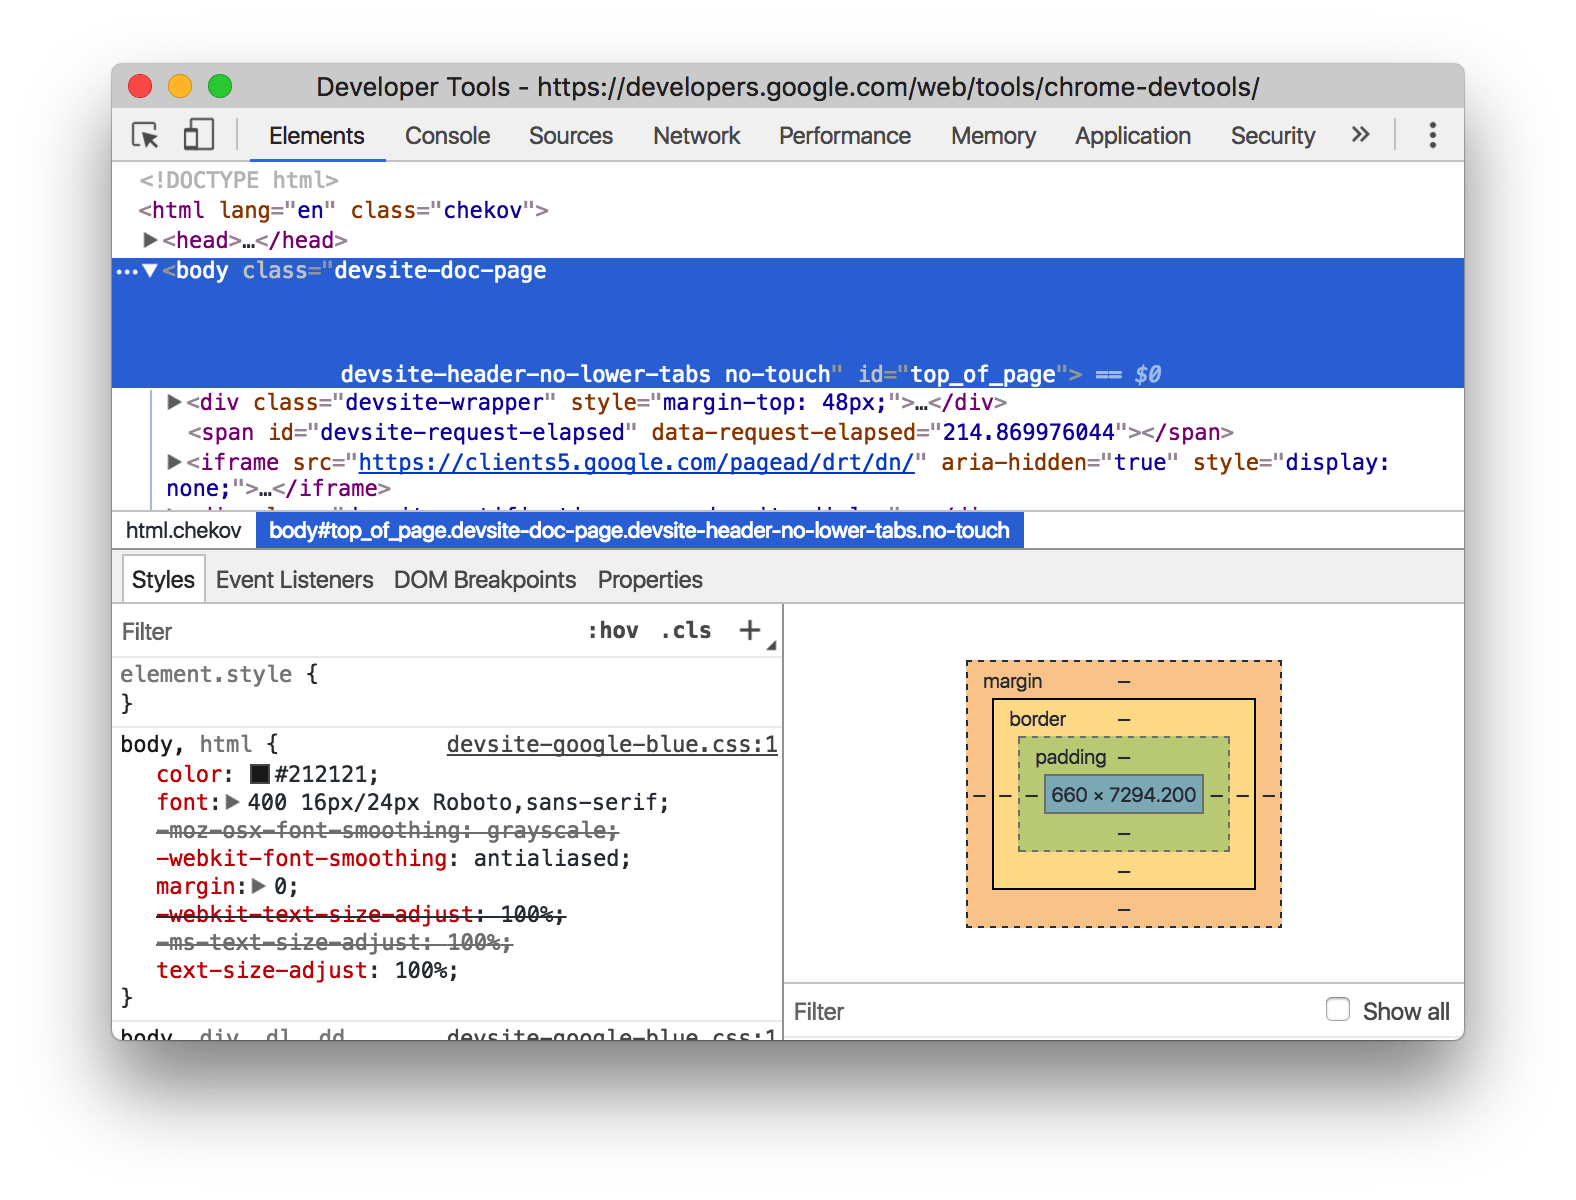 Developer Tools - https://developers.google.com/web/tools/chrome-devtools/
Elements Console Sources Network Performance Memory Application Security »
<!DOCTYPE html>
<html lang="en" class="chekov">
▶<head>…</head>
…▼<body class="devsite-doc-page
devsite-header-no-lower-tabs no-touch" id="top_of_page"> == $0
▶<div class="devsite-wrapper" style="margin-top: 48px;">…</div>
<span id="devsite-request-elapsed" data-request-elapsed="214.869976044"></span>
▶<iframe src="https://clients5.google.com/pagead/drt/dn/" aria-hidden="true" style="display:
none;">…</iframe>
html.chekov body#top_of_page.devsite-doc-page.devsite-header-no-lower-tabs.no-touch
Styles Event Listeners DOM Breakpoints Properties
Filter :hov .cls +
element.style {
}
body, html { devsite-google-blue.css:1
color: #212121;
font:▶ 400 16px/24px Roboto,sans-serif;
-moz-osx-font-smoothing: grayscale;
-webkit-font-smoothing: antialiased;
margin:▶ 0;
-webkit-text-size-adjust: 100%;
-ms-text-size-adjust: 100%;
text-size-adjust: 100%;
}
body, div, dl, dd, devsite-google-blue.css:1
margin –
border –
padding –
– – – 660 × 7294.200 – – –
–
–
–
Filter Show all